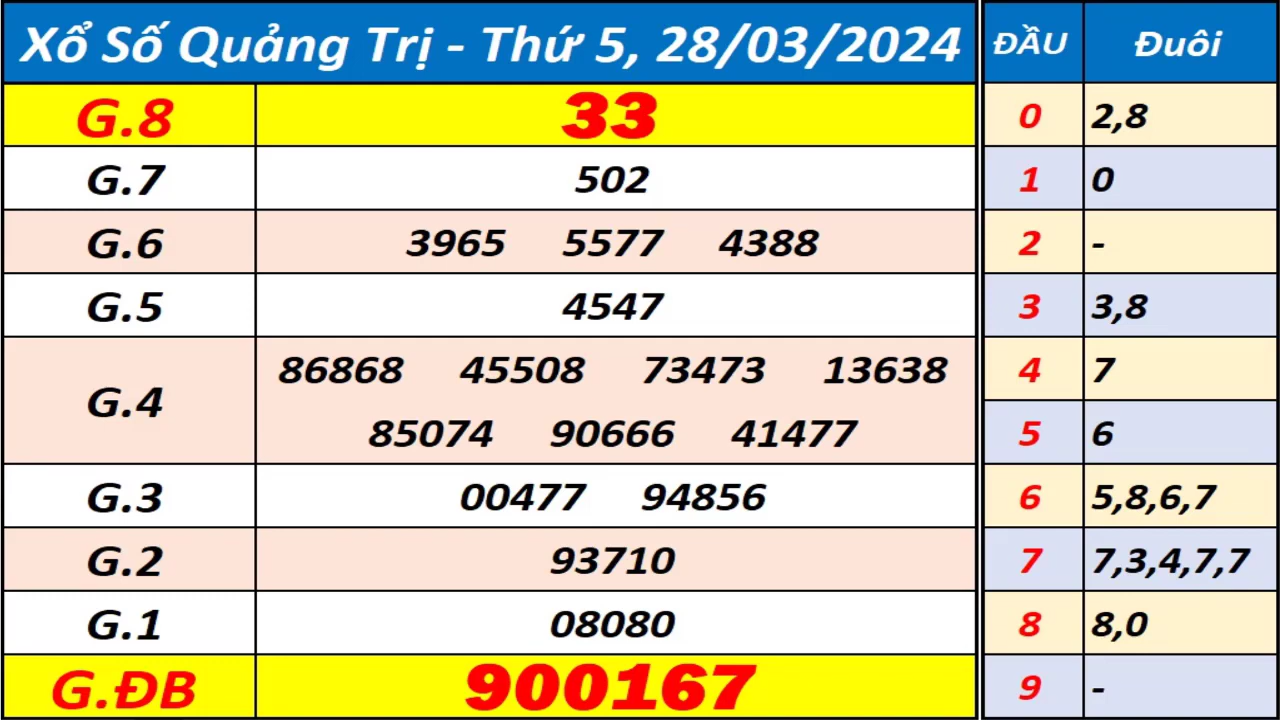 Xổ Số Quảng Trị - Thứ 5, 28/03/2024
G.8 33
G.7 502
G.6 3965 5577 4388
G.5 4547
G.4 86868 45508 73473 13638
85074 90666 41477
G.3 00477 94856
G.2 93710
G.1 08080
G.ĐB 900167
ĐẦU Đuôi
0 2,8
1 0
2 -
3 3,8
4 7
5 6
6 5,8,6,7
7 7,3,4,7,7
8 8,0
9 -